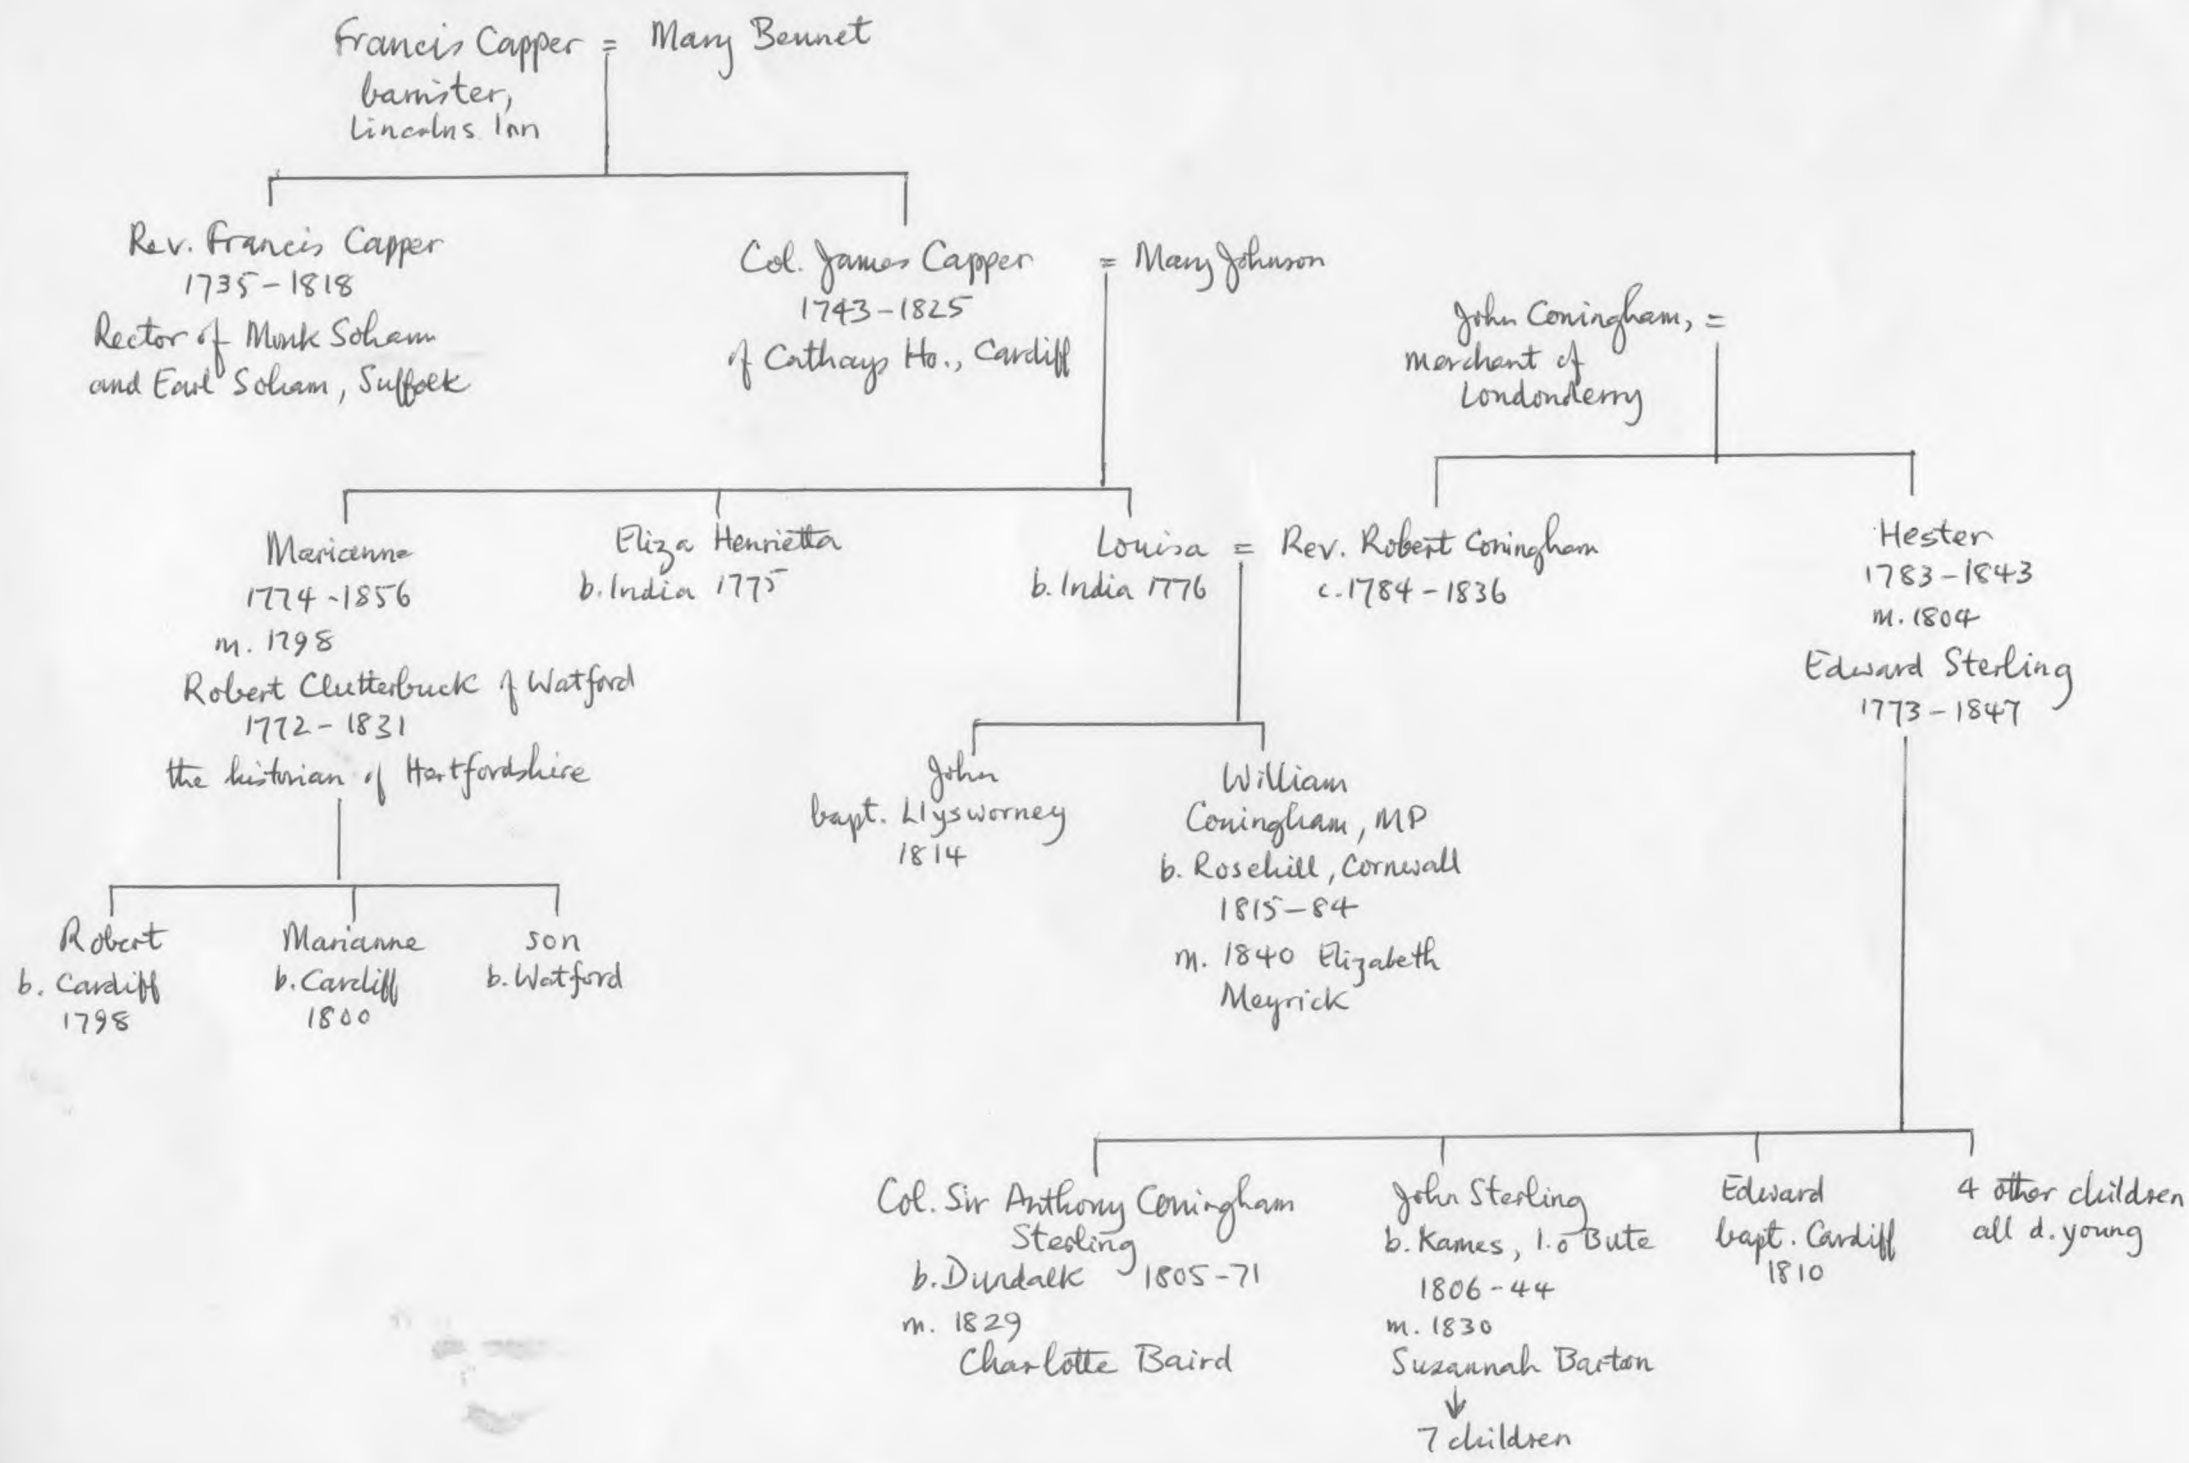 Francis Capper = Mary Bennet
barrister,
Lincolns Inn
Rev. Francis Capper
1735-1818
Rector of Monk Soham
and Earl Soham, Suffolk
Col. James Capper = Mary Johnson
1743-1825
of Cathays Ho., Cardiff
John Coningham, =
merchant of
Londonderry
Marianne
1774-1856
m. 1798
Robert Clutterbuck of Watford
1772-1831
the historian of Hertfordshire
Eliza Henrietta
b. India 1775
Louisa = Rev. Robert Coningham
b. India 1776
c.1784-1836
Hester
1783-1843
m. 1804
Edward Sterling
1773-1847
John
bapt. Llysworney
1814
William
Coningham, MP
b. Rosehill, Cornwall
1815-84
m. 1840 Elizabeth
Meyrick
Robert
b. Cardiff
1798
Marianne
b. Cardiff
1800
son
b. Watford
Col. Sir Anthony Coningham
Sterling
b. Dundalk 1805-71
m. 1829
Charlotte Baird
John Sterling
b. Kames, I. o Bute
1806-44
m. 1830
Suzannah Barton
↓
7 children
Edward
bapt. Cardiff
1810
4 other children
all d. young